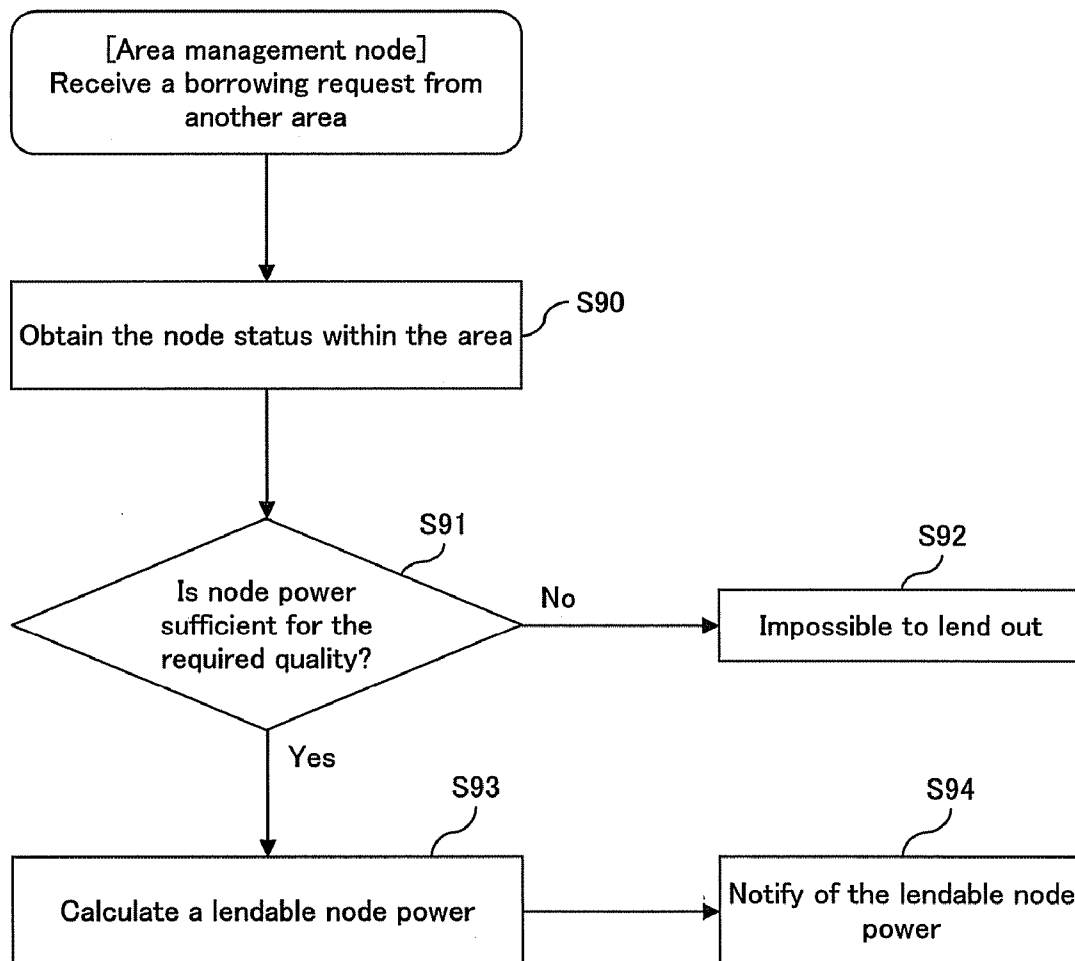 [Area management node]
Receive a borrowing request from
another area
Obtain the node status within the area
S90
S91
Is node power
sufficient for the
required quality?
No
S92
Impossible to lend out
Yes
S93
Calculate a lendable node power
S94
Notify of the lendable node
power